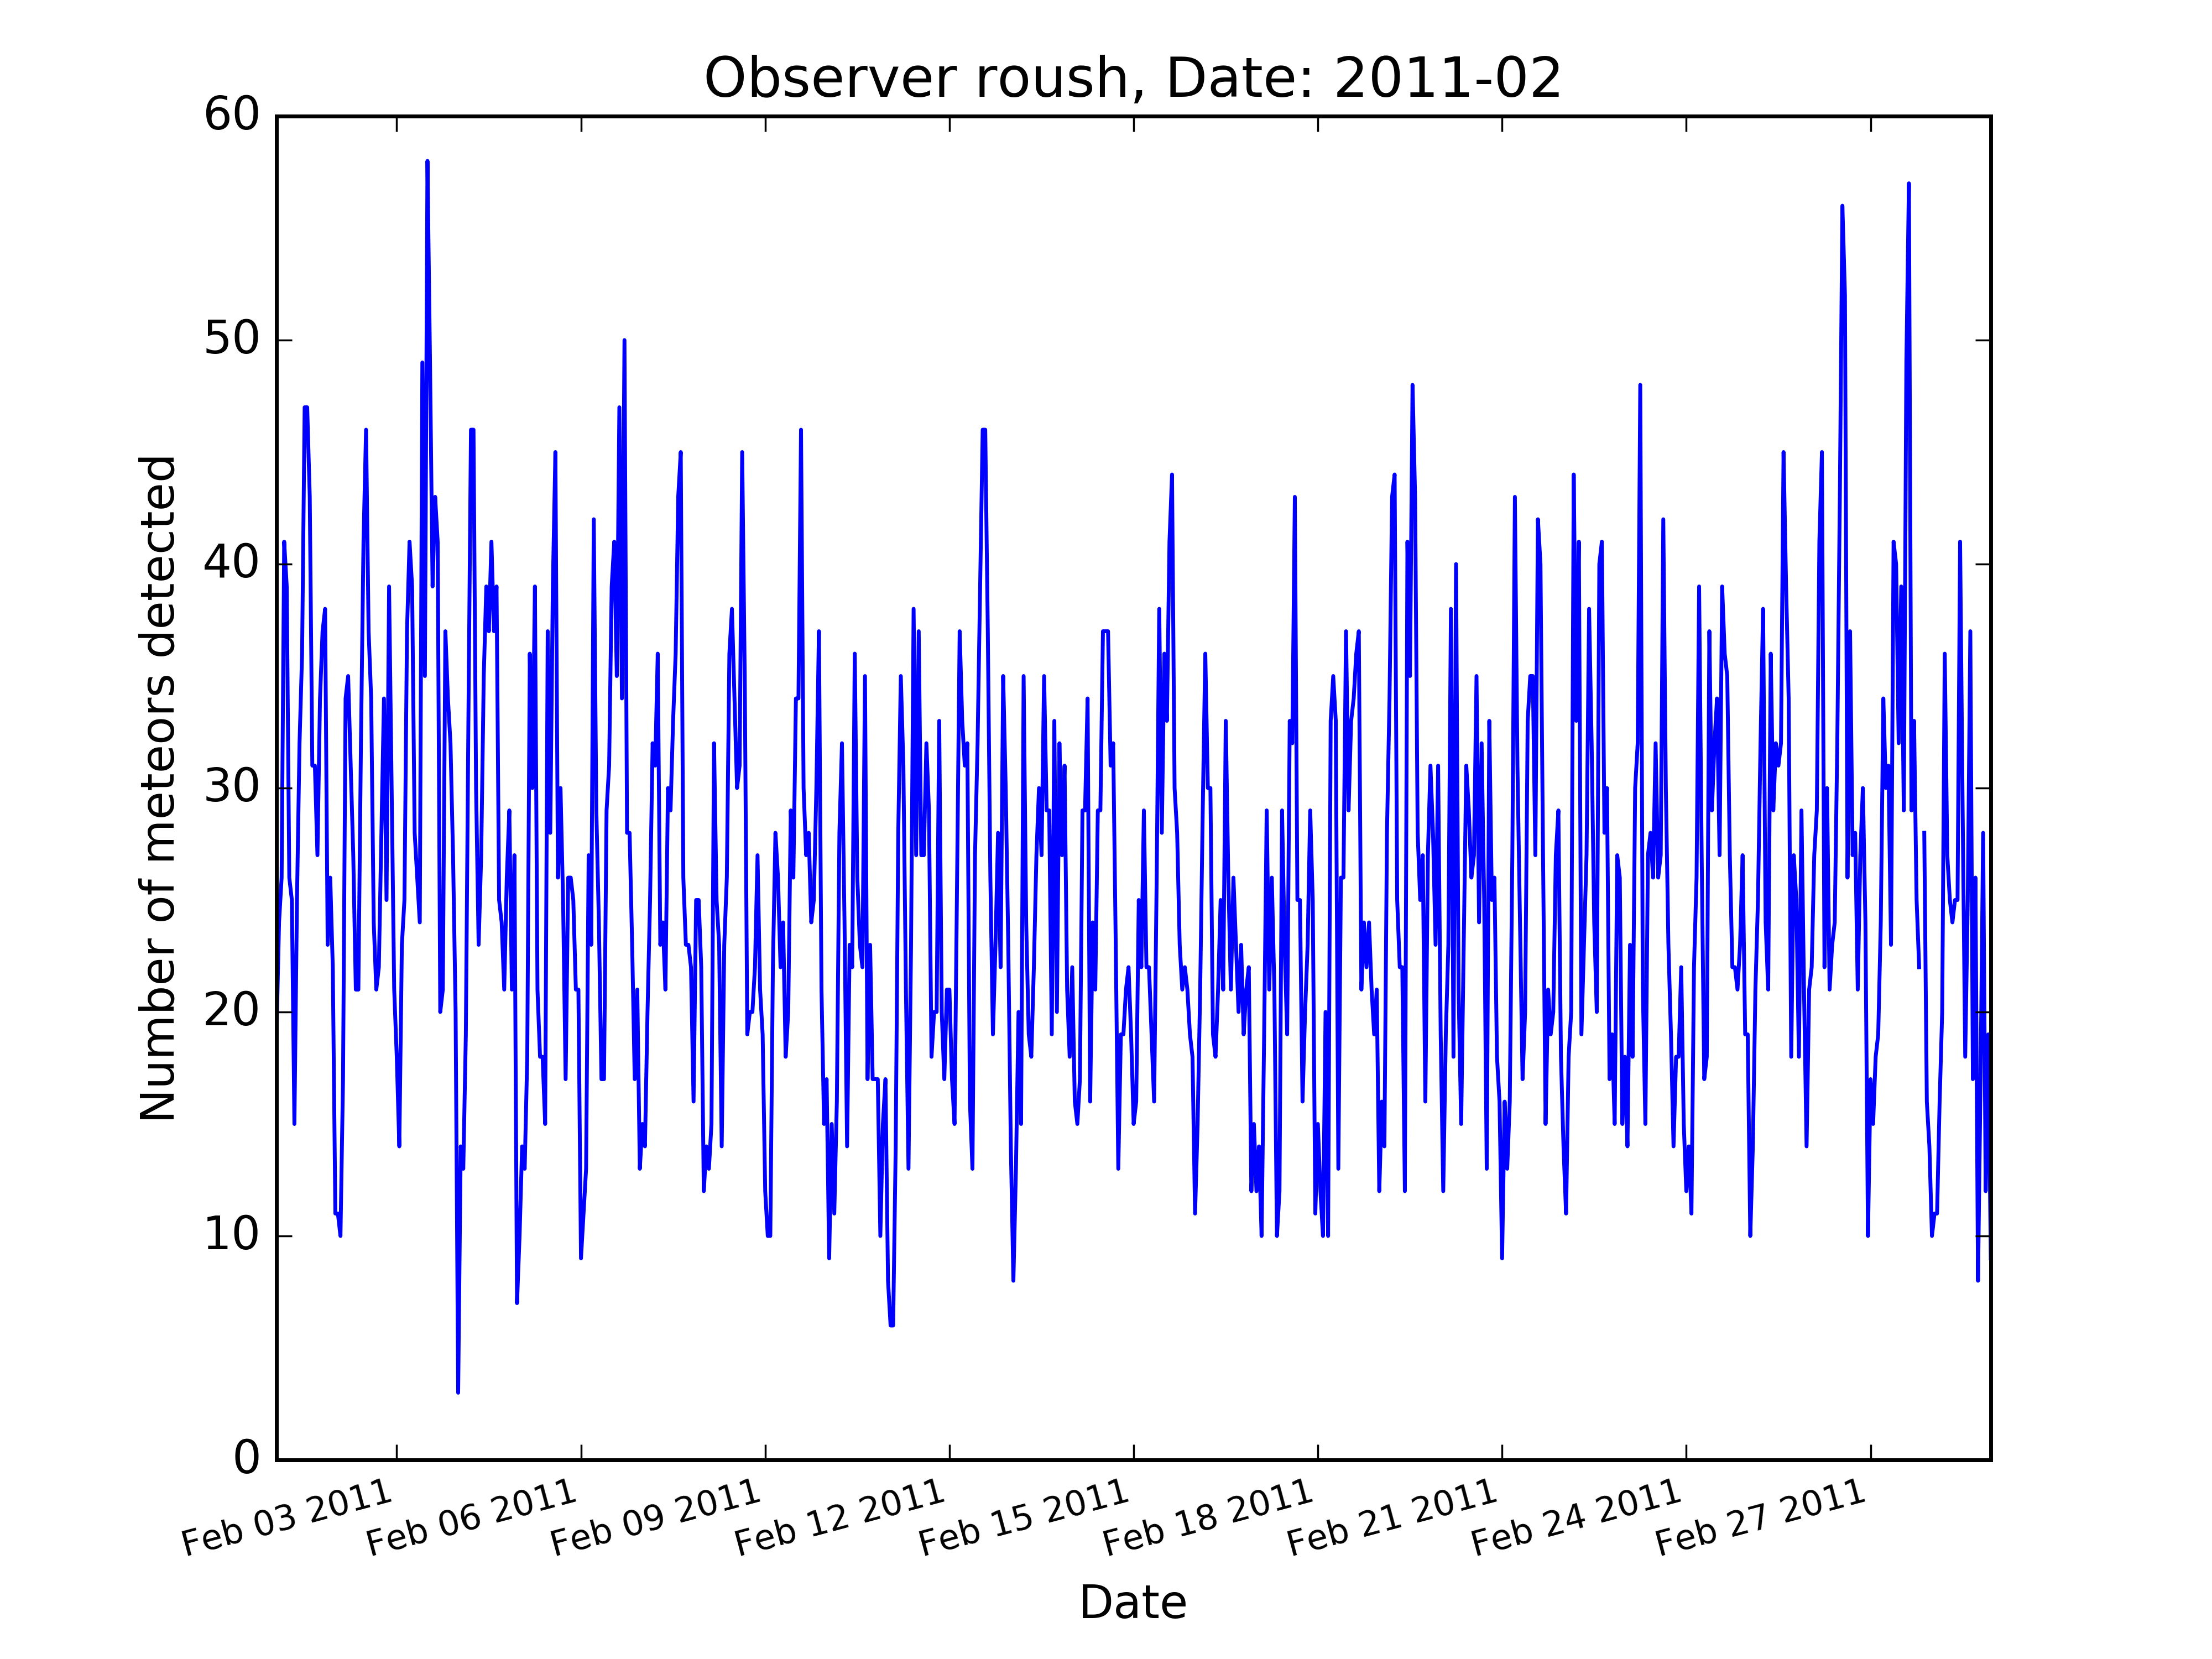 Observer roush, Date: 2011-02
60
50
40
30
20
10
0
Number of meteors detected
Feb 03 2011
Feb 06 2011
Feb 09 2011
Feb 12 2011
Feb 15 2011
Feb 18 2011
Feb 21 2011
Feb 24 2011
Feb 27 2011
Date